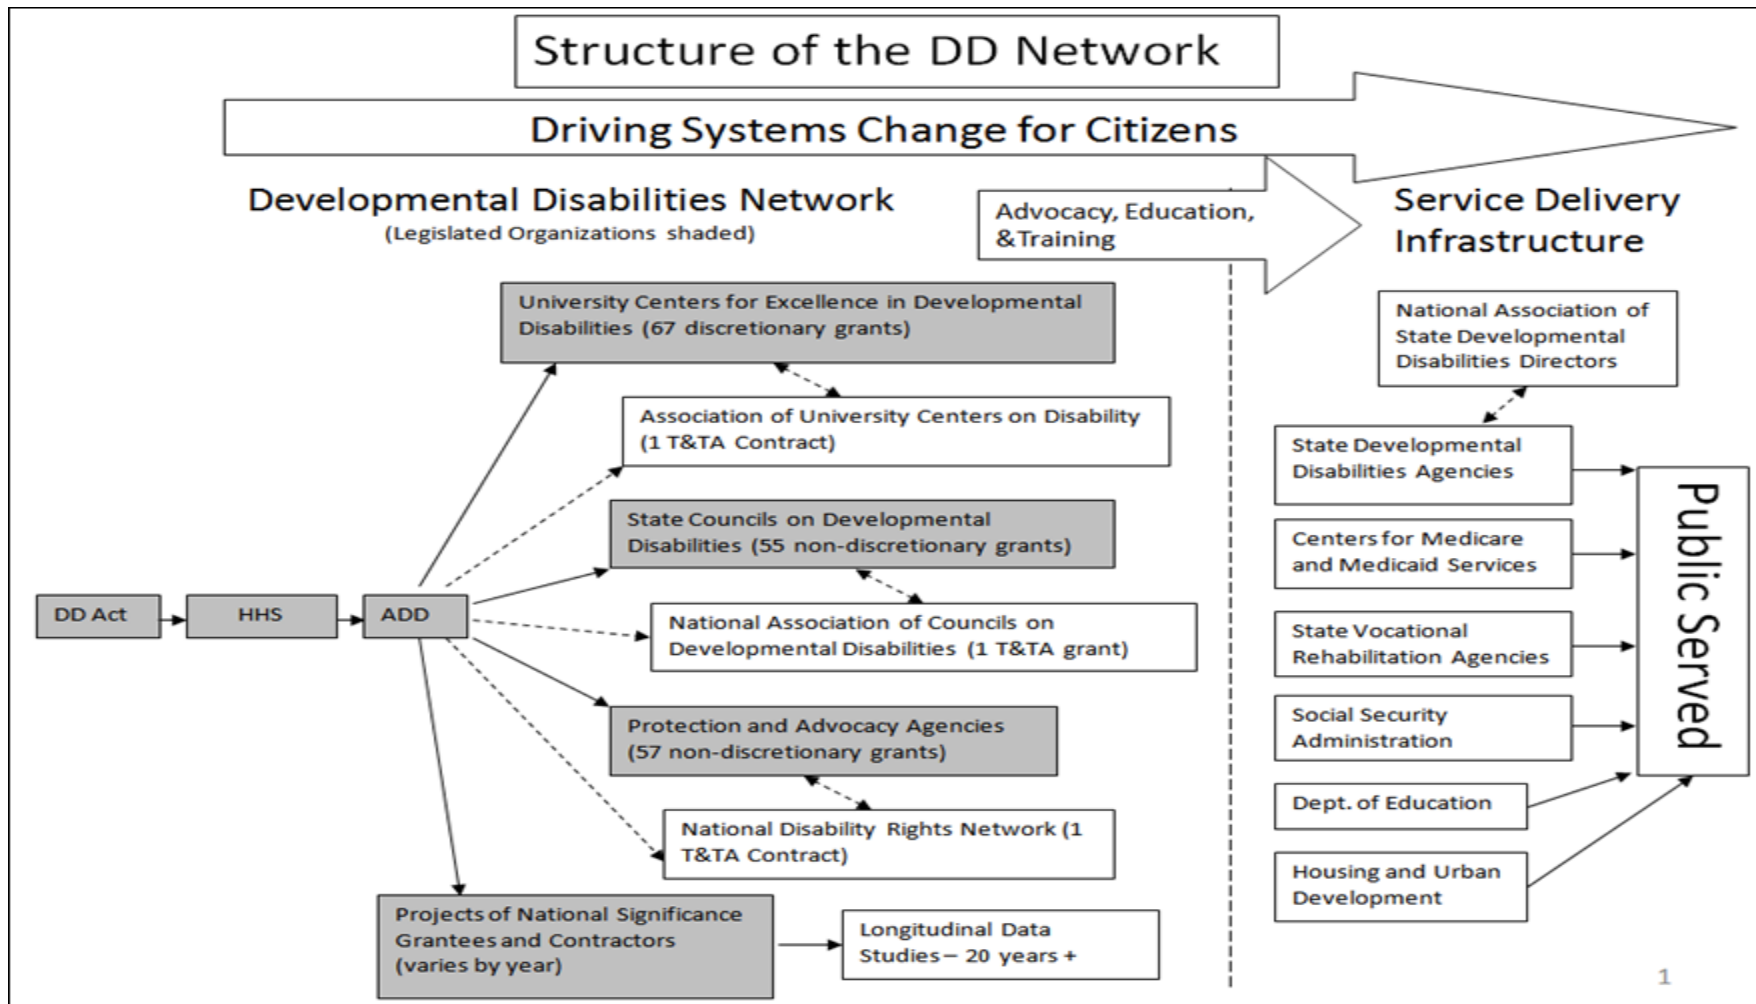 Structure of the DD Network
Driving Systems Change for Citizens
Developmental Disabilities Network
(Legislated Organizations shaded)
Advocacy, Education,
&Training
Service Delivery
Infrastructure
University Centers for Excellence in Developmental
Disabilities (67 discretionary grants)
Association of University Centers on Disability
(1 T&TA Contract)
State Councils on Developmental
Disabilities (55 non-discretionary grants)
DD Act
HHS
ADD
National Association of Councils on
Developmental Disabilities (1 T&TA grant)
Protection and Advocacy Agencies
(57 non-discretionary grants)
National Disability Rights Network (1
T&TA Contract)
Projects of National Significance
Grantees and Contractors
(varies by year)
Longitudinal Data
Studies – 20 years +
National Association of
State Developmental
Disabilities Directors
State Developmental
Disabilities Agencies
Centers for Medicare
and Medicaid Services
State Vocational
Rehabilitation Agencies
Social Security
Administration
Dept. of Education
Housing and Urban
Development
Public Served
1